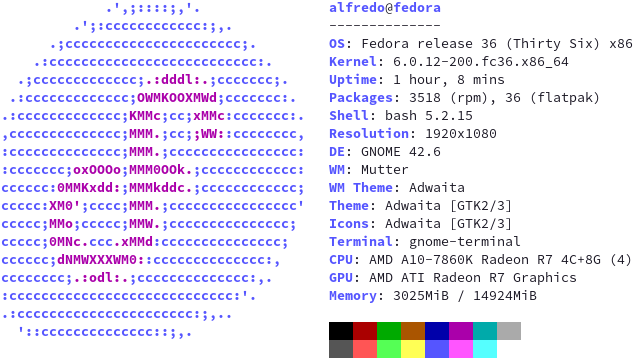 .',;::::;,'.                alfredo@fedora
         .';:cccccccccccc:;,.            --------------
      .;cccccccccccccccccccccc;.         OS: Fedora release 36 (Thirty Six) x86
    .:cccccccccccccccccccccccccc:.       Kernel: 6.0.12-200.fc36.x86_64
  .;ccccccccccccc;.:dddl:.;ccccccc;.     Uptime: 1 hour, 8 mins
 .:ccccccccccccc;OWMKOOXMWd;ccccccc:.    Packages: 3518 (rpm), 36 (flatpak)
.:ccccccccccccc;KMMc;cc;xMMc:ccccccc:.   Shell: bash 5.2.15
,cccccccccccccc;MMM.;cc;;WW::cccccccc,   Resolution: 1920x1080
:cccccccccccccc;MMM.;cccccccccccccccc:   DE: GNOME 42.6
:ccccccc;oxOOOo;MMM0OOk.;cccccccccccc:   WM: Mutter
cccccc:0MMKxdd:;MMMkddc.;cccccccccccc;   WM Theme: Adwaita
ccccc:XM0';cccc;MMM.;cccccccccccccccc'   Theme: Adwaita [GTK2/3]
ccccc;MMo;ccccc;MMW.;ccccccccccccccc;    Icons: Adwaita [GTK2/3]
ccccc;0MNc.ccc.xMMd:ccccccccccccccc;     Terminal: gnome-terminal
cccccc;dNMWXXXWM0::cccccccccccccc:,      CPU: AMD A10-7860K Radeon R7 4C+8G (4)
cccccccc;.:odl:.;cccccccccccccc:,.       GPU: AMD ATI Radeon R7 Graphics
:cccccccccccccccccccccccccccc:'.         Memory: 3025MiB / 14924MiB
.:cccccccccccccccccccccc:;,..
  '::cccccccccccccc::;,.